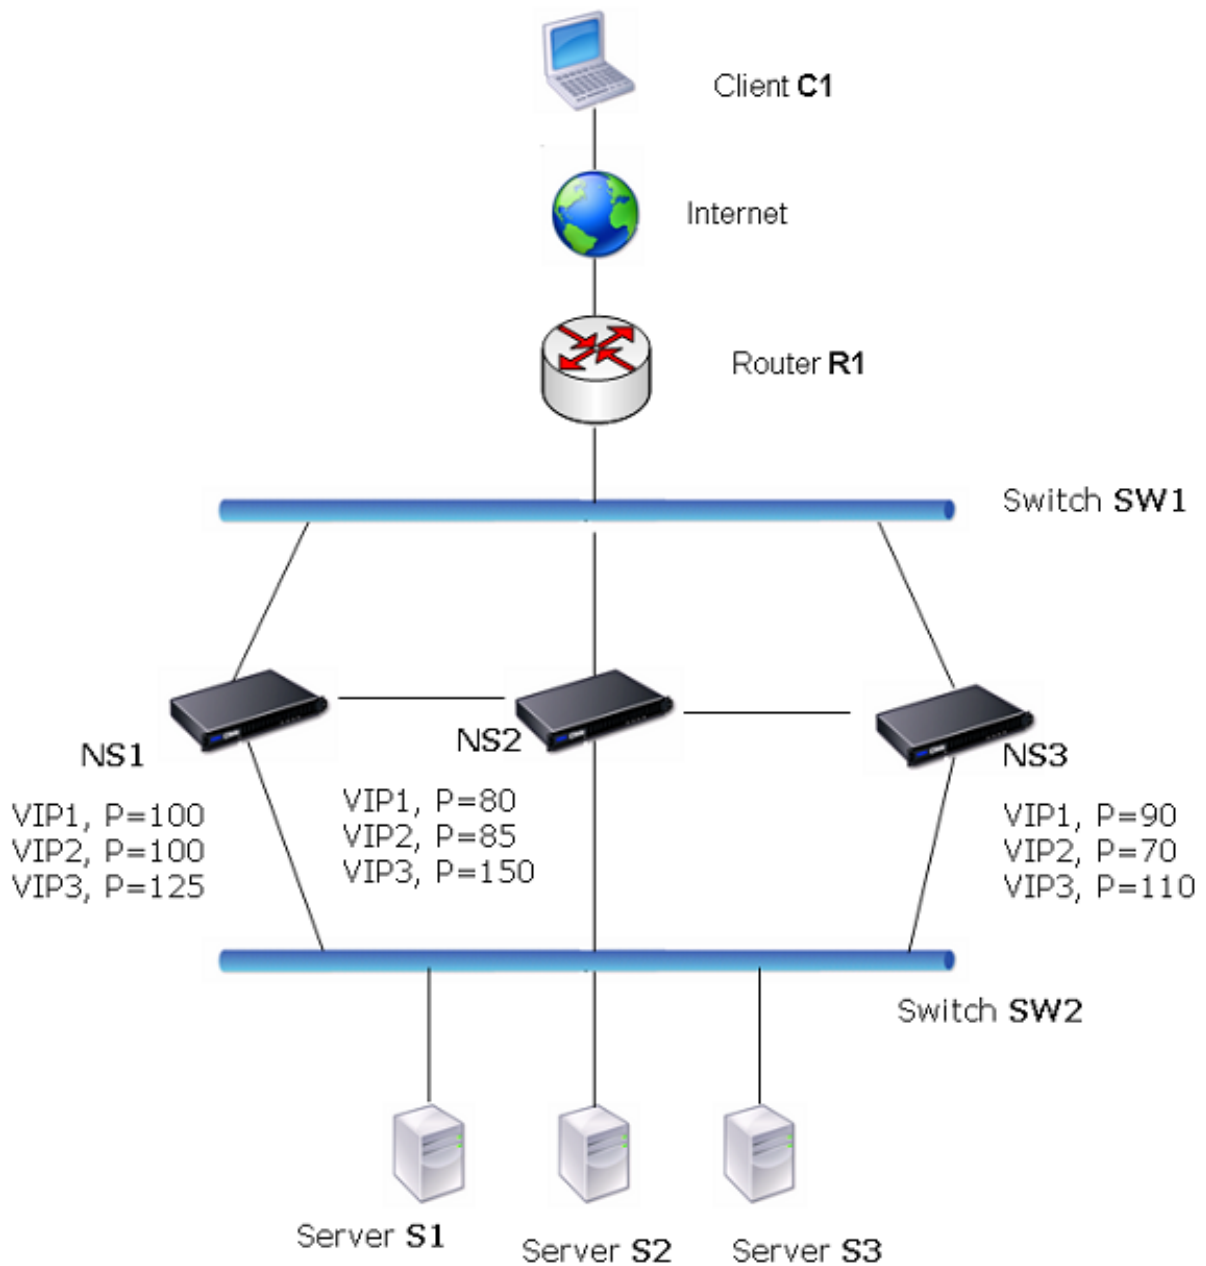 Client C1
Internet
Router R1
Switch SW1
NS1
VIP1, P=100
VIP2, P=100
VIP3, P=125
NS2
VIP1, P=80
VIP2, P=85
VIP3, P=150
NS3
VIP1, P=90
VIP2, P=70
VIP3, P=110
Switch SW2
Server S1
Server S2
Server S3